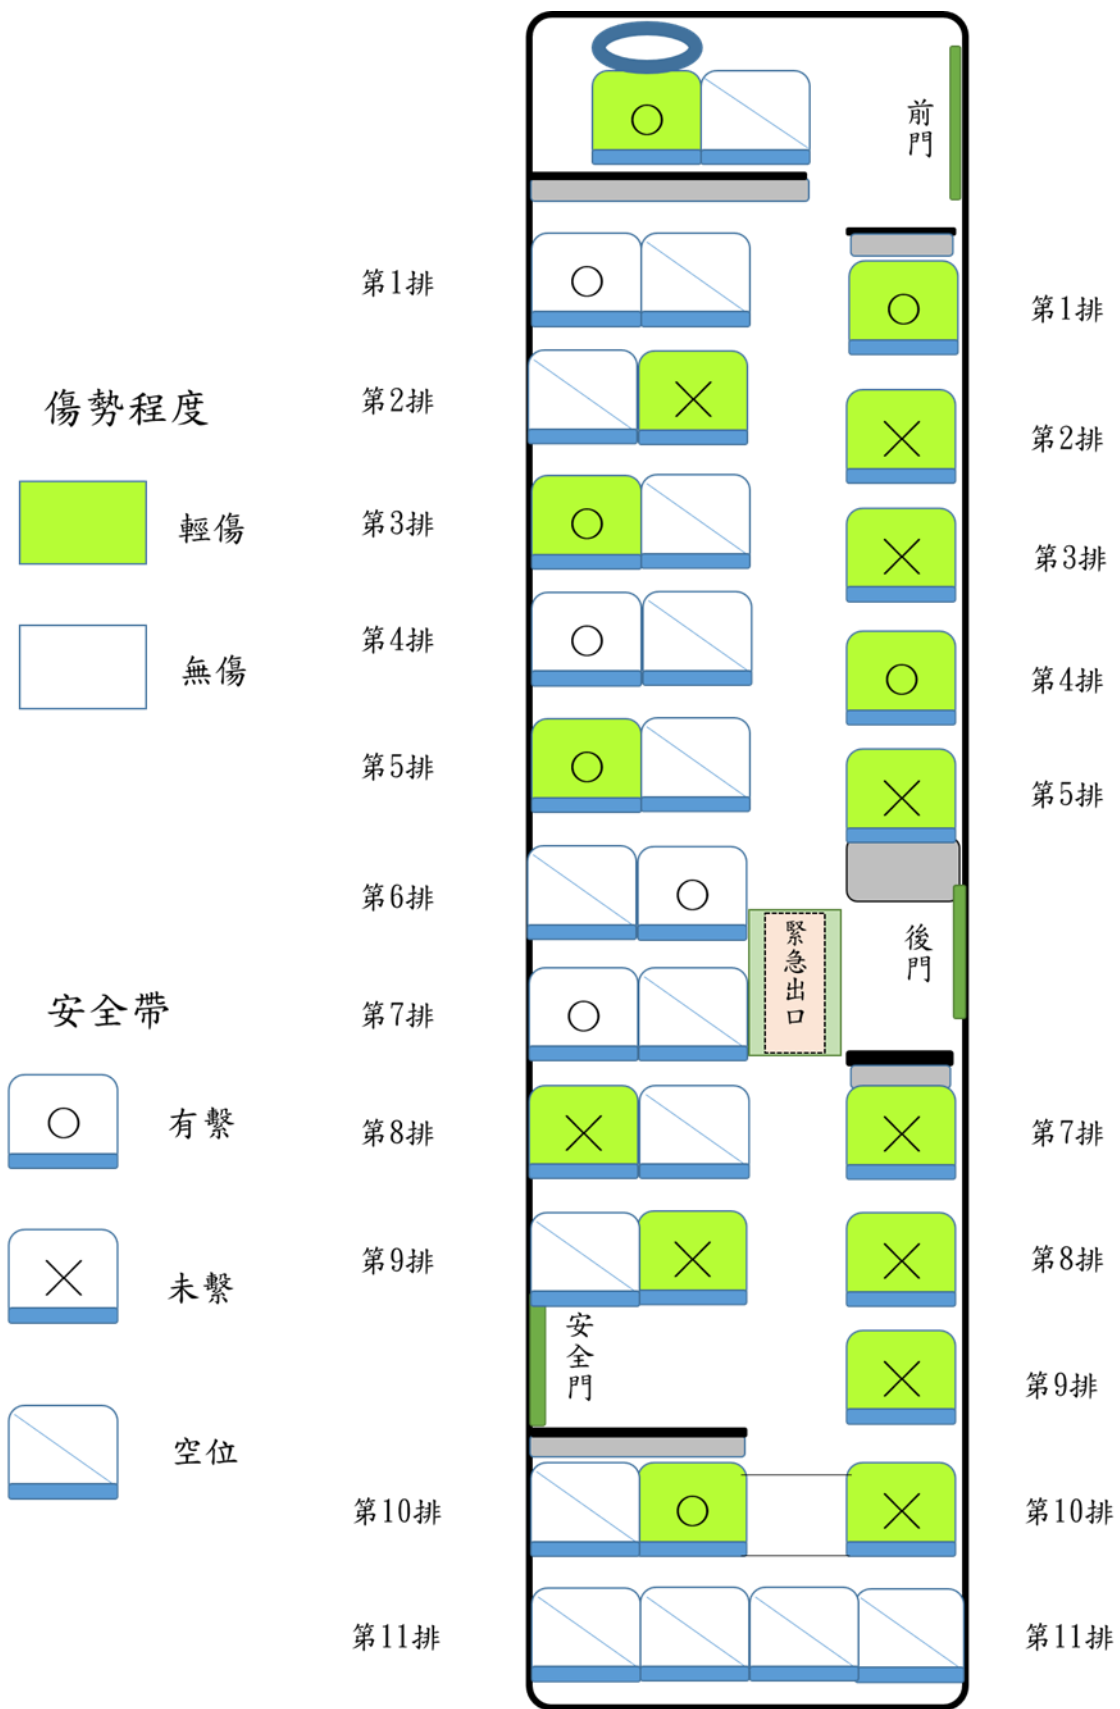 前門
第1排
第1排
傷勢程度
第2排
第2排
輕傷
第3排
第3排
無傷
第4排
第4排
第5排
第5排
第6排
緊急出口
後門
安全帶
第7排
有繫
第8排
第7排
未繫
第9排
第8排
安全門
第9排
空位
第10排
第10排
第11排
第11排